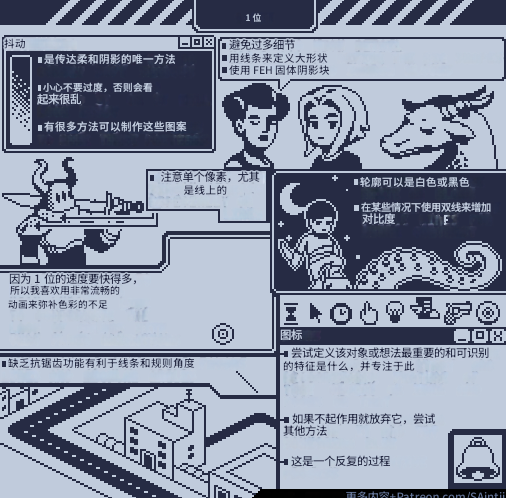 1 位
抖动
是传达柔和阴影的唯一方法
小心不要过度，否则会看
起来很乱
有很多方法可以制作这些图案
避免过多细节
用线条来定义大形状
使用 FEH 固体阴影块
注意单个像素，尤其
是线上的
轮廓可以是白色或黑色
在某些情况下使用双线来增加
对比度
因为 1 位的速度要快得多，
所以我喜欢用非常流畅的
动画来弥补色彩的不足
图标
尝试定义该对象或想法最重要的和可识别
的特征是什么，并专注于此
缺乏抗锯齿功能有利于线条和规则角度
如果不起作用就放弃它，尝试
其他方法
这是一个反复的过程
更多内容+Patreon.com/SAintji